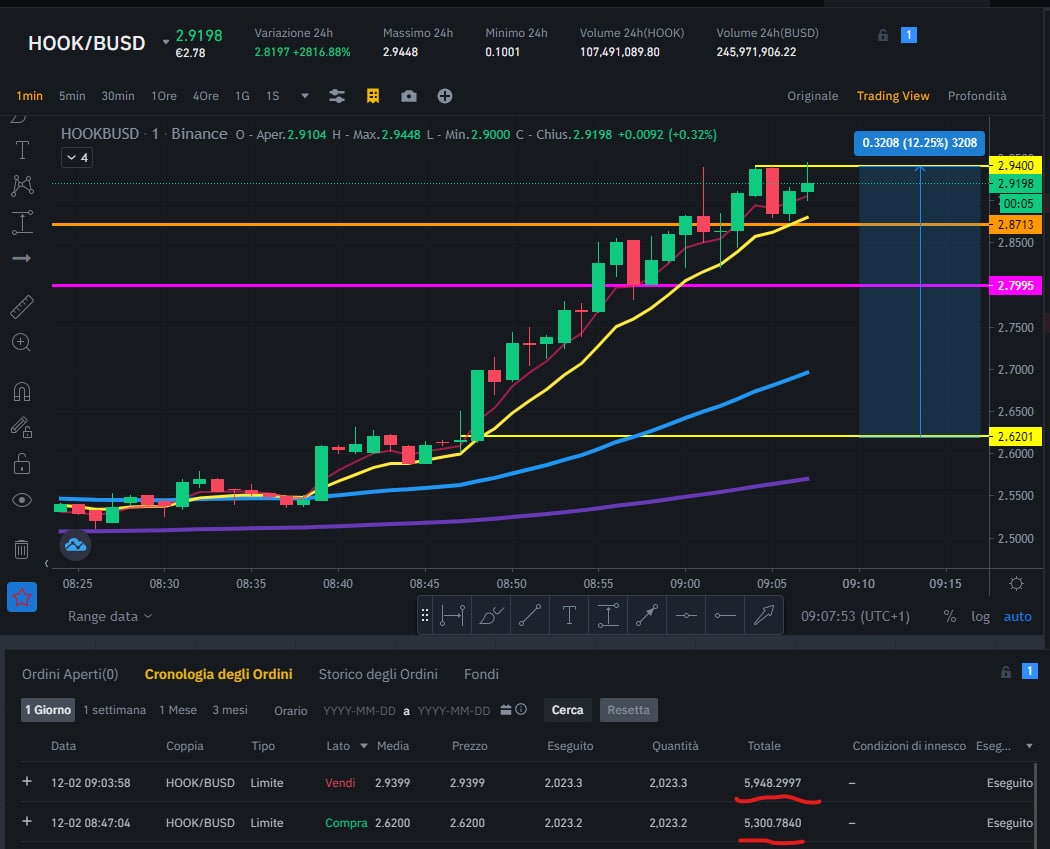 HOOK/BUSD 2.9198 €2.78
Variazione 24h Massimo 24h Minimo 24h Volume 24h(HOOK) Volume 24h(BUSD)
2.8197 +2816.88% 2.9448 0.1001 107,491,089.80 245,971,906.22
1
1min 5min 30min 1Ore 4Ore 1G 1S Originale Trading View Profondità
HOOKBUSD · 1 · Binance O - Aper.2.9104 H - Max.2.9448 L - Min.2.9000 C - Chius.2.9198 +0.0092 (+0.32%)
4
0.3208 (12.25%) 3208
2.9400
2.9198
00:05
2.8713
2.8500
2.7995
2.7500
2.7000
2.6500
2.6201
2.6000
2.5500
2.5000
08:25 08:30 08:35 08:40 08:45 08:50 08:55 09:00 09:05 09:10 09:15
Range data T 09:07:53 (UTC+1) % log auto
Ordini Aperti(0) Cronologia degli Ordini Storico degli Ordini Fondi 1
1 Giorno 1 settimana 1 Mese 3 mesi Orario YYYY-MM-DD a YYYY-MM-DD Cerca Resetta
Data Coppia Tipo Lato Media Prezzo Eseguito Quantità Totale Condizioni di innesco Eseg...
12-02 09:03:58 HOOK/BUSD Limite Vendi 2.9399 2.9399 2,023.3 2,023.3 5,948.2997 – Eseguito
12-02 08:47:04 HOOK/BUSD Limite Compra 2.6200 2.6200 2,023.2 2,023.2 5,300.7840 – Eseguito